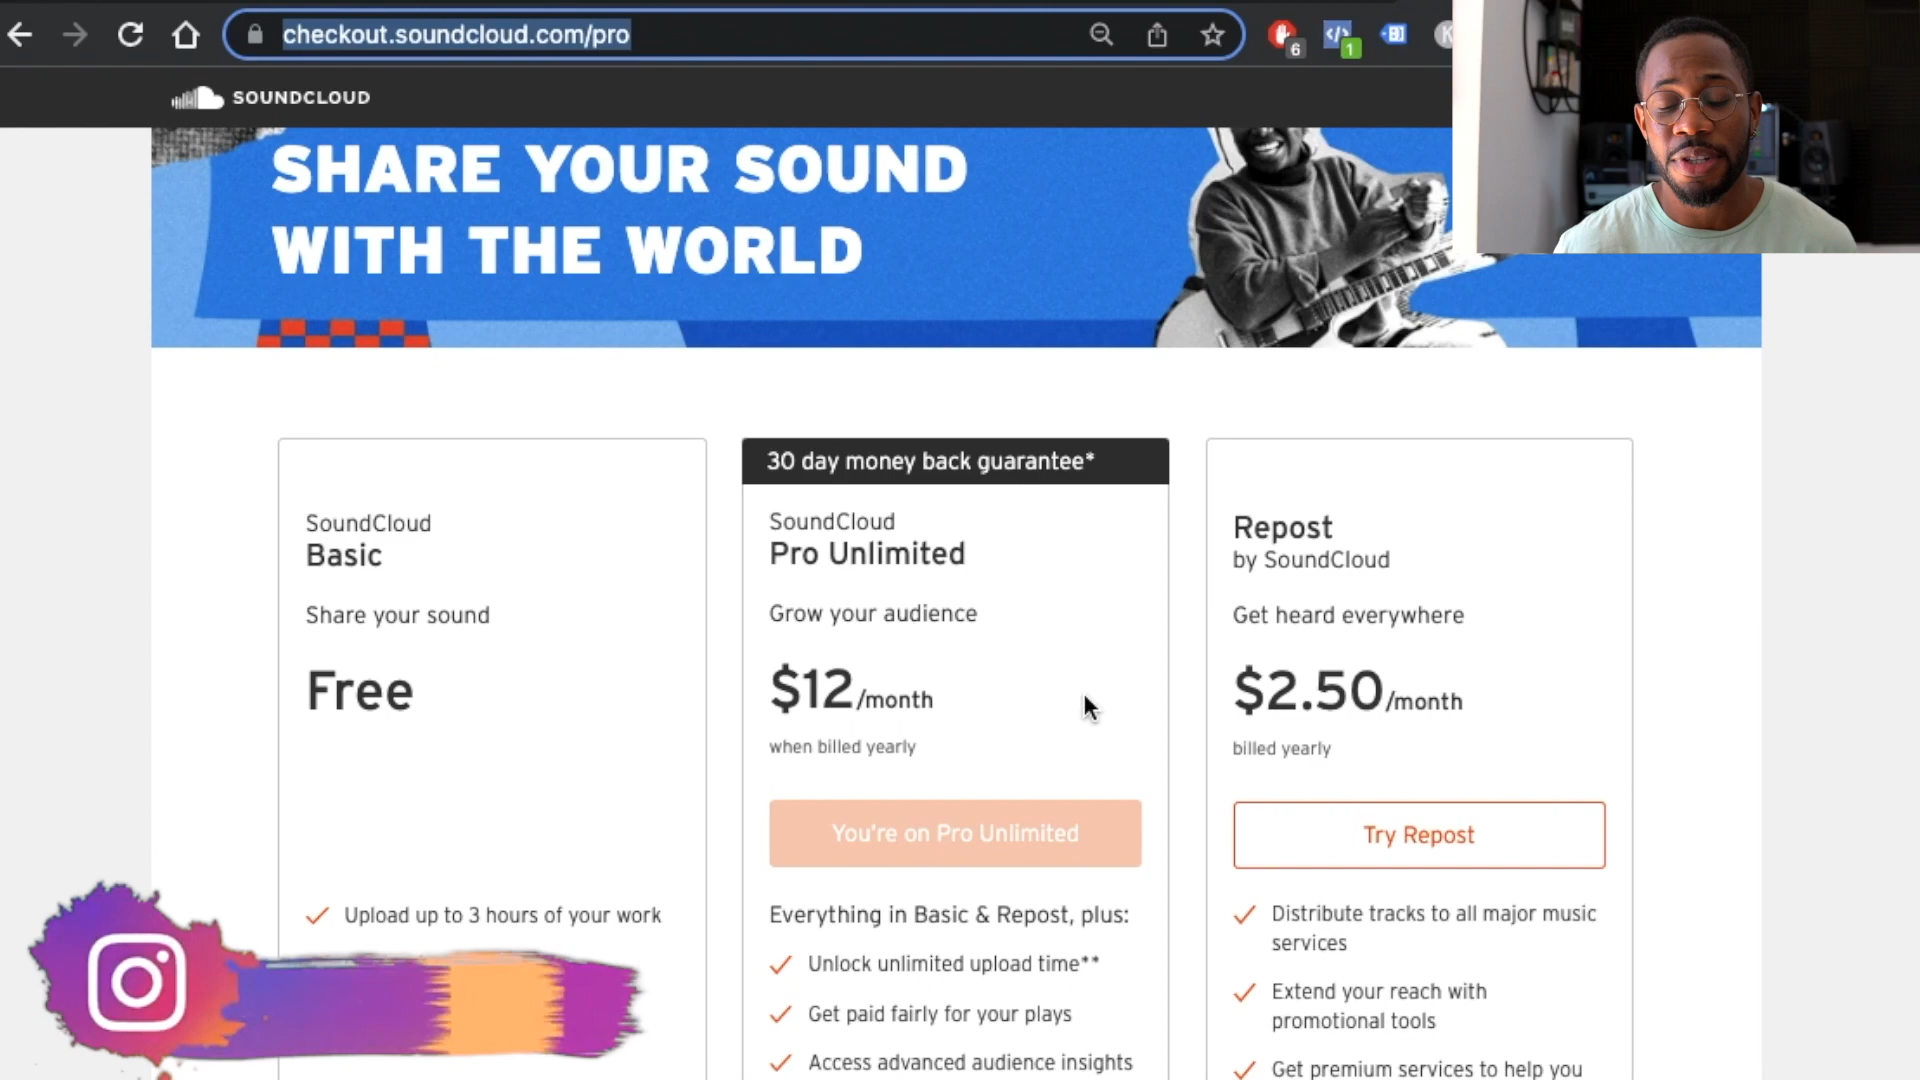 checkout.soundcloud.com/pro
6
1
K
SOUNDCLOUD
SHARE YOUR SOUND
WITH THE WORLD
SoundCloud
Basic
Share your sound
Free
Upload up to 3 hours of your work
30 day money back guarantee*
SoundCloud
Pro Unlimited
Grow your audience
$12/month
when billed yearly
You're on Pro Unlimited
Everything in Basic & Repost, plus:
Unlock unlimited upload time**
Get paid fairly for your plays
Access advanced audience insights
Repost
by SoundCloud
Get heard everywhere
$2.50/month
billed yearly
Try Repost
Distribute tracks to all major music
services
Extend your reach with
promotional tools
Get premium services to help you